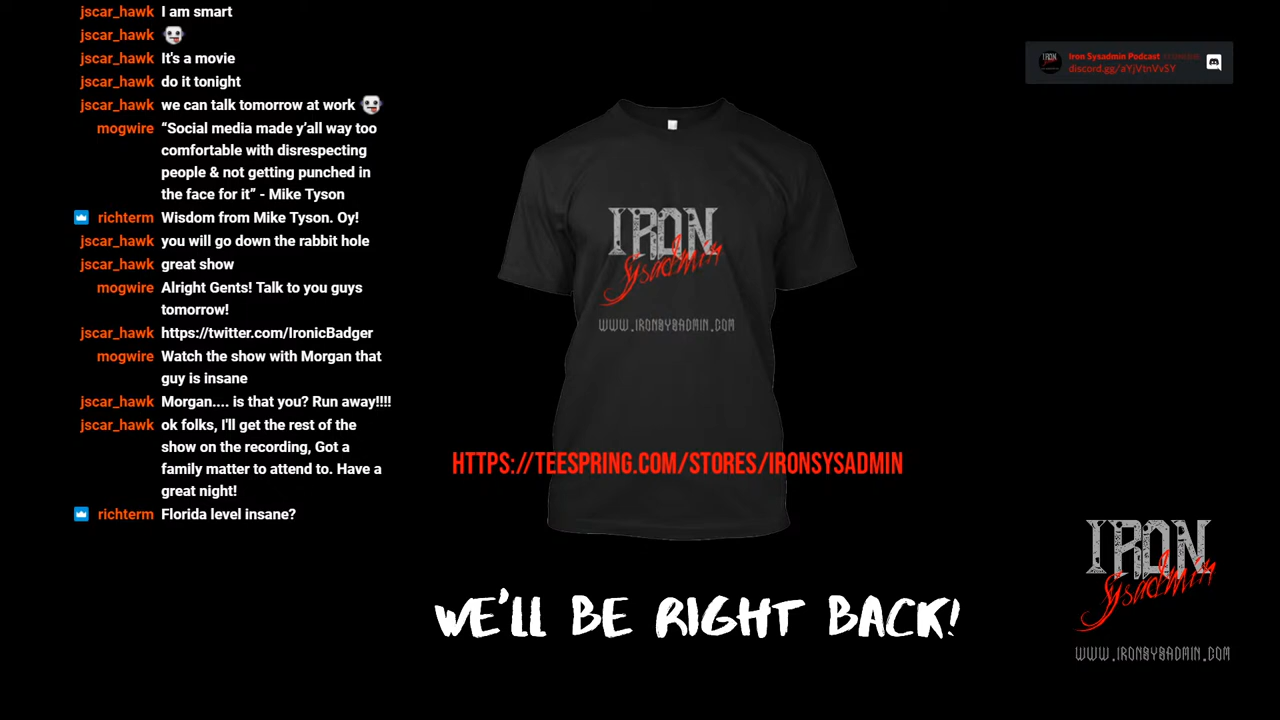 jscar_hawk I am smart
jscar_hawk
jscar_hawk It's a movie
jscar_hawk do it tonight
jscar_hawk we can talk tomorrow at work
mogwire “Social media made y’all way too
comfortable with disrespecting
people & not getting punched in
the face for it” - Mike Tyson
richterm Wisdom from Mike Tyson. Oy!
jscar_hawk you will go down the rabbit hole
jscar_hawk great show
mogwire Alright Gents! Talk to you guys
tomorrow!
jscar_hawk https://twitter.com/IronicBadger
mogwire Watch the show with Morgan that
guy is insane
jscar_hawk Morgan.... is that you? Run away!!!!
jscar_hawk ok folks, I'll get the rest of the
show on the recording, Got a
family matter to attend to. Have a
great night!
richterm Florida level insane?
IRON
Sysadmin
WWW.IRONSYSADMIN.COM
HTTPS://TEESPRING.COM/STORES/IRONSYSADMIN
WE'LL BE RIGHT BACK!
Iron Sysadmin Podcast
discord.gg/aYjVtnVvSY
IRON
Sysadmin
WWW.IRONSYSADMIN.COM